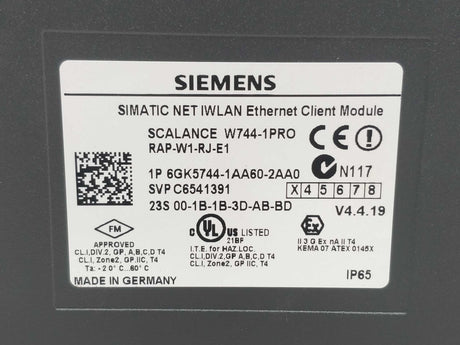 SIEMENS
SIMATIC NET IWLAN Ethernet Client Module
SCALANCE W744-1PRO
RAP-W1-RJ-E1
1P 6GK5744-1AA60-2AA0
SVP C6541391
23S 00-1B-1B-3D-AB-BD
CE
N117
X 4 5 6 7 8
V4.4.19
FM
APPROVED
CL.I,DIV.2, GP.A,B,C,D T4
CL.I, Zone2, GP.IIC, T4
Ta: -20°C...60°C
MADE IN GERMANY
c UL US LISTED
21BF
I.T.E. for HAZ.LOC.
CL.I, DIV.2 GP.A,B,C,D T4
CL.I, Zone2, GP.IIC, T4
Ex
II 3 G Ex nA II T4
KEMA 07 ATEX 0145X
IP65